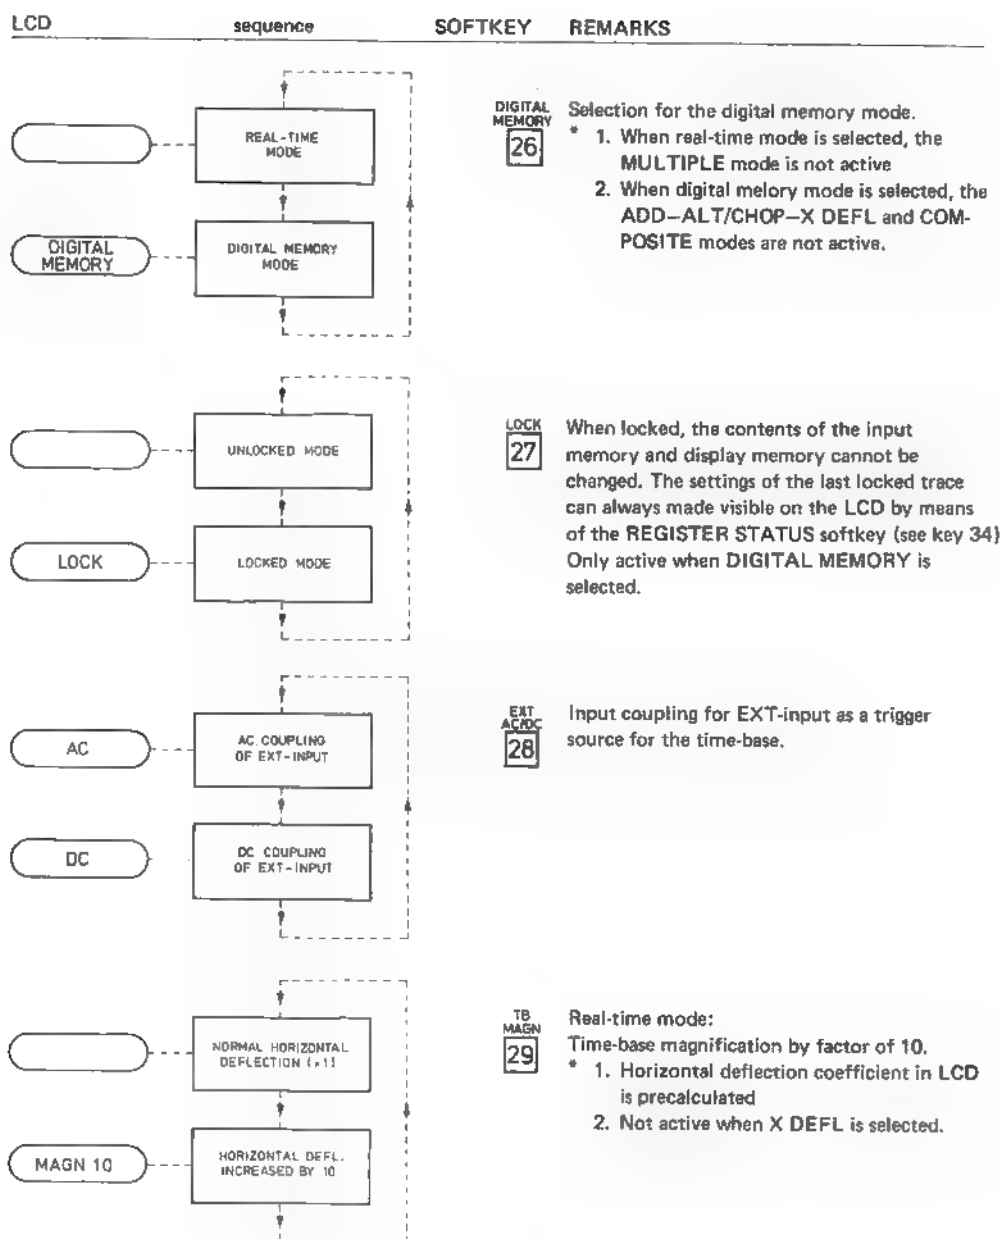 LCD sequence SOFTKEY REMARKS
REAL-TIME
MODE
DIGITAL
MEMORY
DIGITAL MEMORY
MODE
DIGITAL
MEMORY
26
Selection for the digital memory mode.
* 1. When real-time mode is selected, the
MULTIPLE mode is not active
2. When digital melory mode is selected, the
ADD–ALT/CHOP–X DEFL and COM-
POSITE modes are not active.
UNLOCKED MODE
LOCK
LOCKED MODE
LOCK
27
When locked, the contents of the input
memory and display memory cannot be
changed. The settings of the last locked trace
can always made visible on the LCD by means
of the REGISTER STATUS softkey (see key 34)
Only active when DIGITAL MEMORY is
selected.
AC
AC COUPLING
OF EXT-INPUT
DC
DC COUPLING
OF EXT-INPUT
EXT
AC/DC
28
Input coupling for EXT-input as a trigger
source for the time-base.
NORMAL HORIZONTAL
DEFLECTION (×1)
MAGN 10
HORIZONTAL DEFL.
INCREASED BY 10
TB
MAGN
29
Real-time mode:
Time-base magnification by factor of 10.
* 1. Horizontal deflection coefficient in LCD
is precalculated
2. Not active when X DEFL is selected.